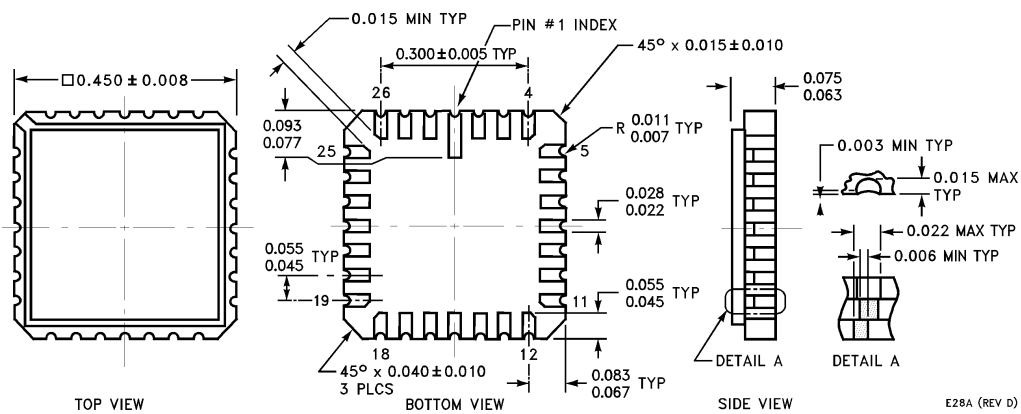 0.015 MIN TYP
PIN #1 INDEX
0.300±0.005 TYP
45° x 0.015±0.010
□0.450 ± 0.008
26
4
0.093
0.077
25
R 0.011
0.007 TYP
5
0.075
0.063
0.003 MIN TYP
0.015 MAX
TYP
0.028
0.022 TYP
0.022 MAX TYP
0.006 MIN TYP
0.055
0.045 TYP
19
11
0.055
0.045 TYP
18
12
45° x 0.040±0.010
3 PLCS
0.083
0.067 TYP
DETAIL A
DETAIL A
TOP VIEW
BOTTOM VIEW
SIDE VIEW
E28A (REV D)